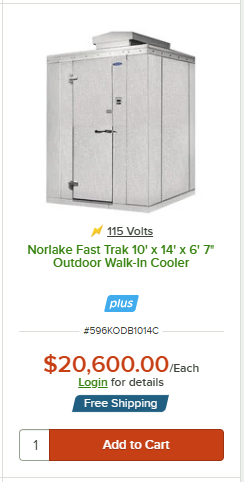 115 Volts
Norlake Fast Trak 10' x 14' x 6' 7"
Outdoor Walk-In Cooler
plus
#596KODB1014C
$20,600.00/Each
Login for details
Free Shipping
1
Add to Cart